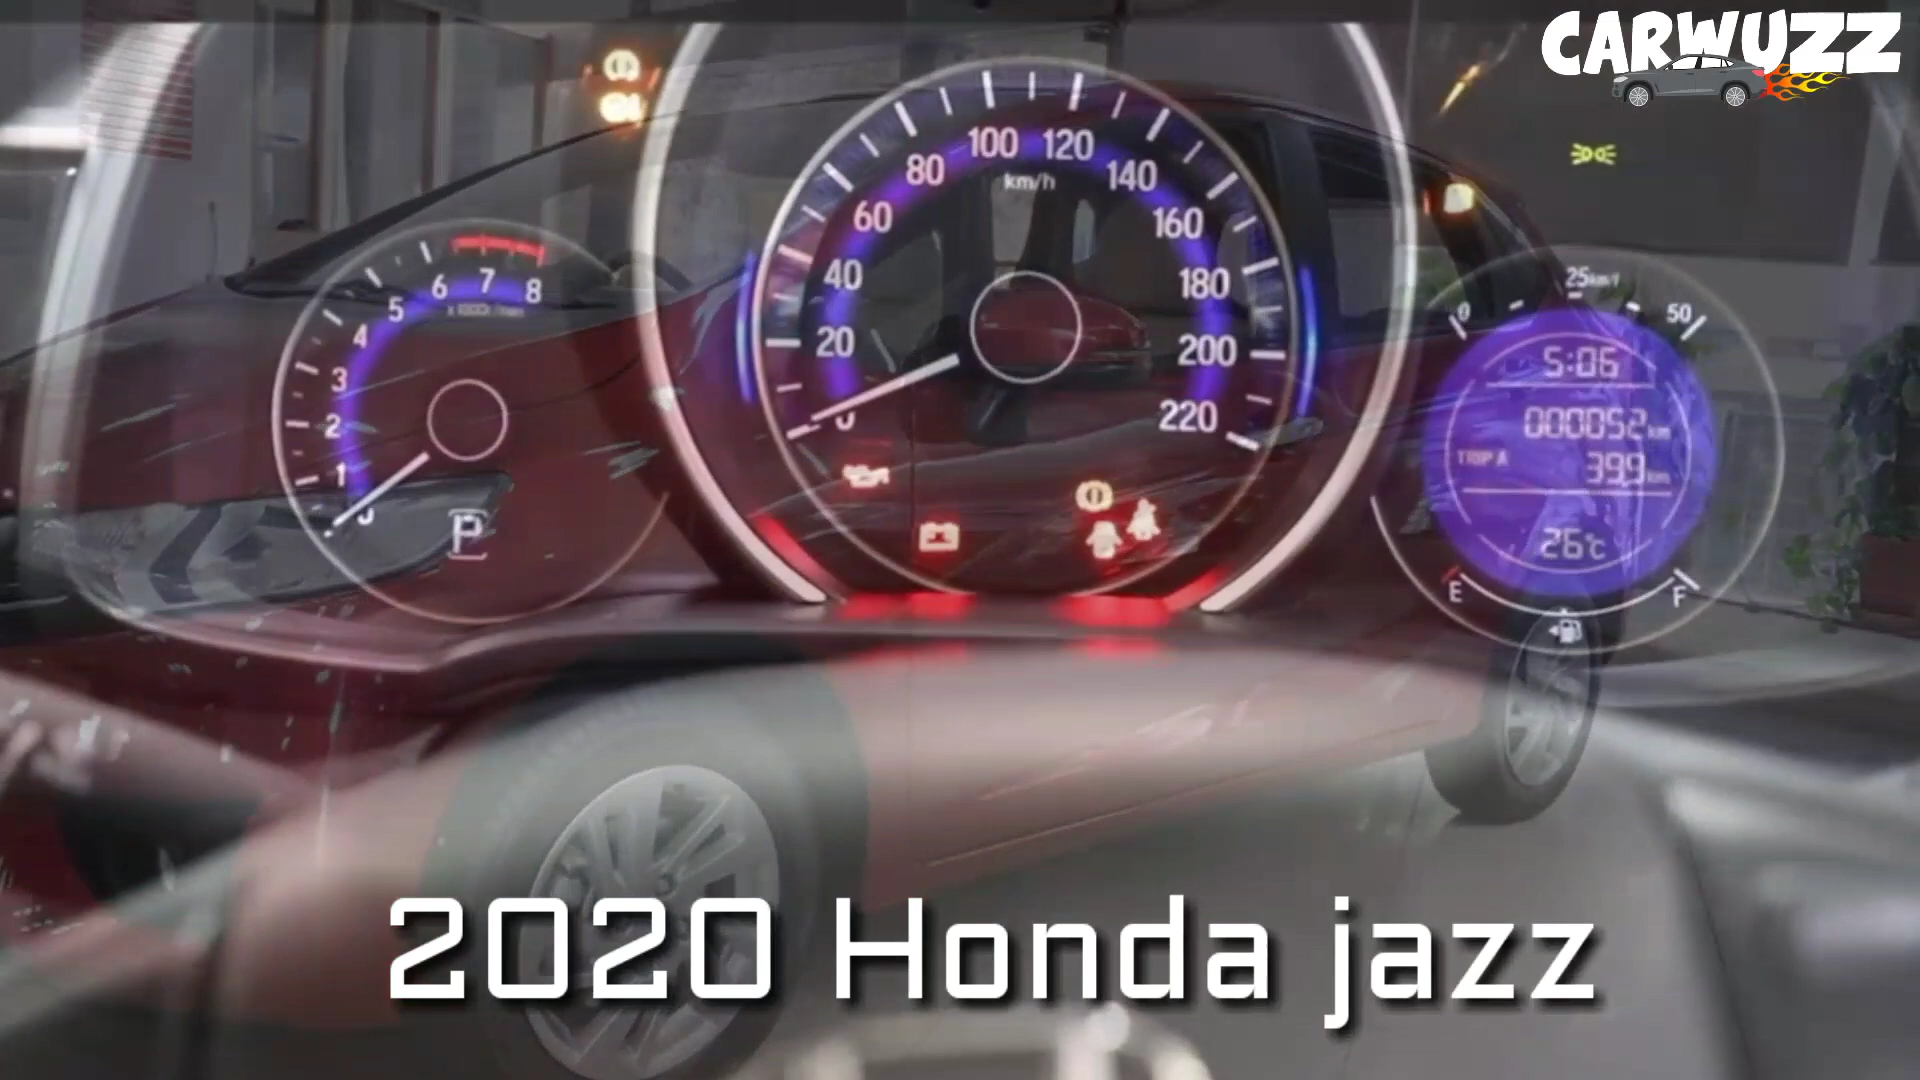 CARWUZZ
80 100 120 140
km/h
60 160
40 180
20 200
220
6 7 8
5
4
3
2
1
P
25km/l
0 50
5:06
000052 km
TRIP A 39.9 km
26°c
E F
2020 Honda jazz